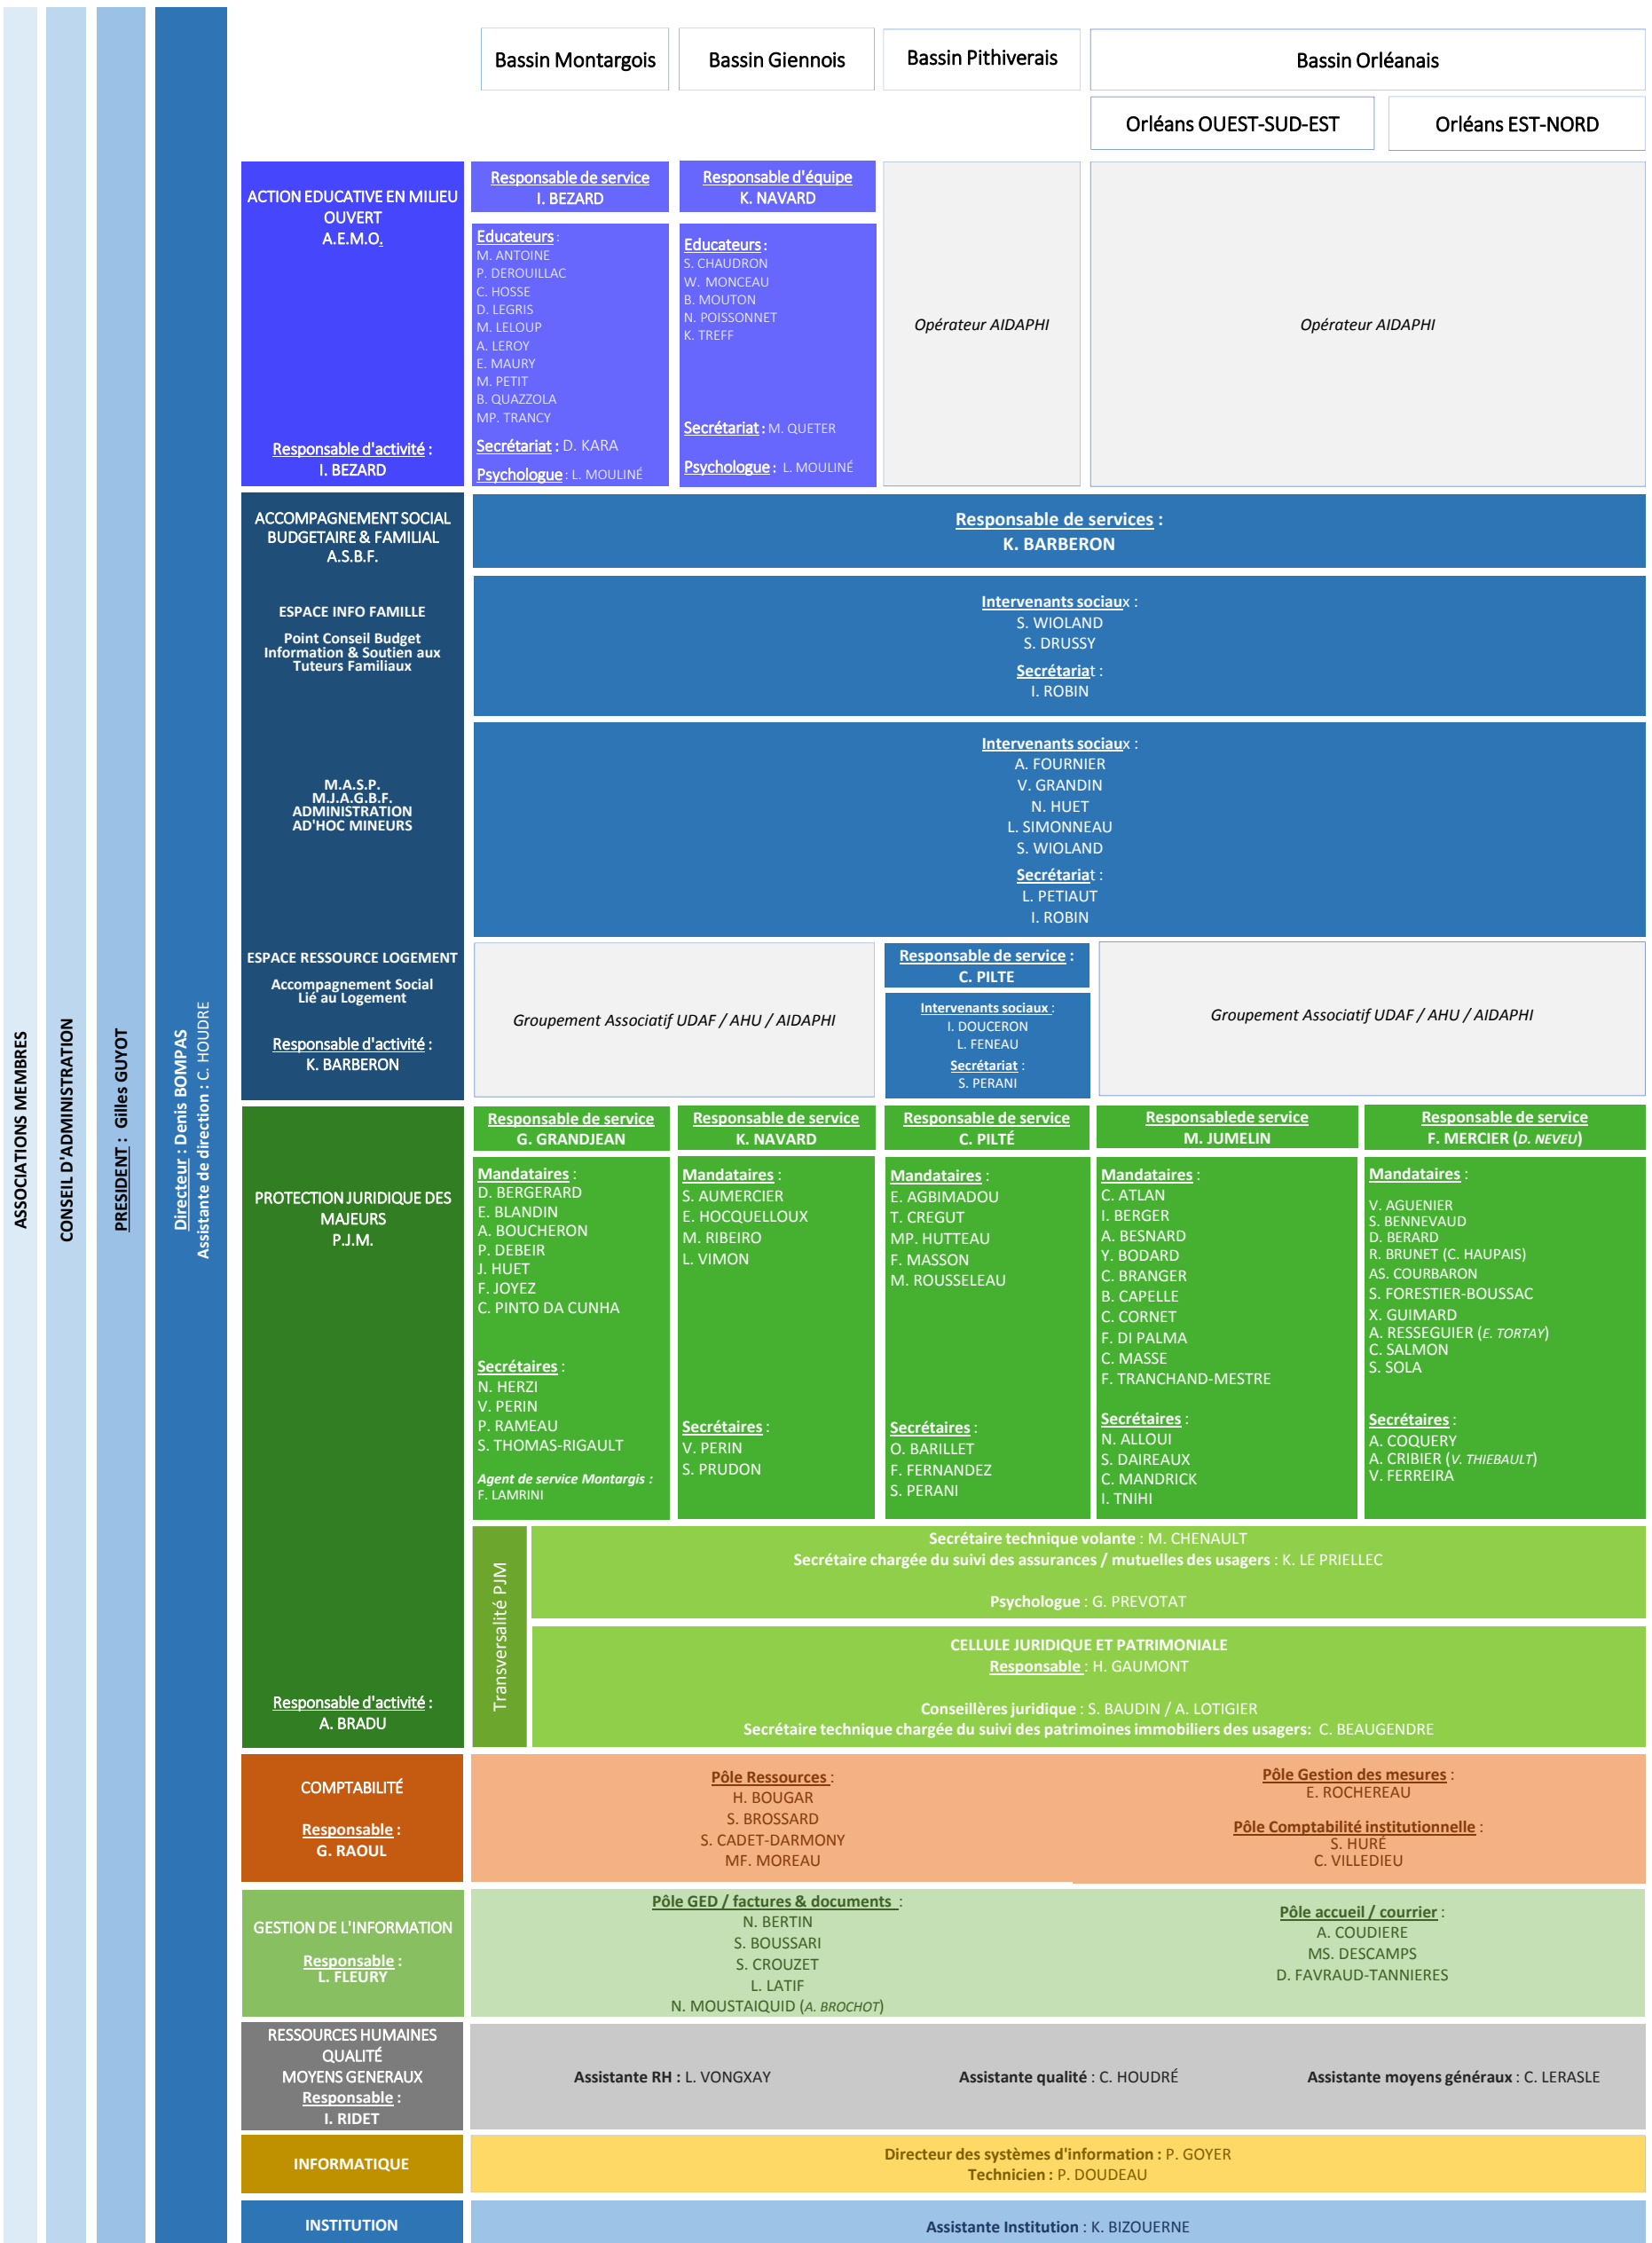 ASSOCIATIONS MEMBRES
CONSEIL D'ADMINISTRATION
PRESIDENT : Gilles GUYOT
Directeur : Denis BOMPAS
Assistante de direction : C. HOUDRE
Bassin Montargois
Bassin Giennois
Bassin Pithiverais
Bassin Orléanais
Orléans OUEST-SUD-EST
Orléans EST-NORD
ACTION EDUCATIVE EN MILIEU
OUVERT
A.E.M.O.
Responsable d'activité :
I. BEZARD
Responsable de service
I. BEZARD
Educateurs :
M. ANTOINE
P. DEROUILLAC
C. HOSSE
D. LEGRIS
M. LELOUP
A. LEROY
E. MAURY
M. PETIT
B. QUAZZOLA
MP. TRANCY
Secrétariat : D. KARA
Psychologue : L. MOULINÉ
Responsable d'équipe
K. NAVARD
Educateurs :
S. CHAUDRON
W. MONCEAU
B. MOUTON
N. POISSONNET
K. TREFF
Secrétariat : M. QUETER
Psychologue : L. MOULINÉ
Opérateur AIDAPHI
Opérateur AIDAPHI
ACCOMPAGNEMENT SOCIAL
BUDGETAIRE & FAMILIAL
A.S.B.F.
ESPACE INFO FAMILLE
Point Conseil Budget
Information & Soutien aux
Tuteurs Familiaux
M.A.S.P.
M.J.A.G.B.F.
ADMINISTRATION
AD'HOC MINEURS
ESPACE RESSOURCE LOGEMENT
Accompagnement Social
Lié au Logement
Responsable d'activité :
K. BARBERON
Responsable de services :
K. BARBERON
Intervenants sociaux :
S. WIOLAND
S. DRUSSY
Secrétariat :
I. ROBIN
Intervenants sociaux :
A. FOURNIER
V. GRANDIN
N. HUET
L. SIMONNEAU
S. WIOLAND
Secrétariat :
L. PETIAUT
I. ROBIN
Groupement Associatif UDAF / AHU / AIDAPHI
Responsable de service :
C. PILTE
Intervenants sociaux :
I. DOUCERON
L. FENEAU
Secrétariat :
S. PERANI
Groupement Associatif UDAF / AHU / AIDAPHI
PROTECTION JURIDIQUE DES
MAJEURS
P.J.M.
Responsable d'activité :
A. BRADU
Responsable de service
G. GRANDJEAN
Mandataires :
D. BERGERARD
E. BLANDIN
A. BOUCHERON
P. DEBEIR
J. HUET
F. JOYEZ
C. PINTO DA CUNHA
Secrétaires :
N. HERZI
V. PERIN
P. RAMEAU
S. THOMAS-RIGAULT
Agent de service Montargis :
F. LAMRINI
Responsable de service
K. NAVARD
Mandataires :
S. AUMERCIER
E. HOCQUELLOUX
M. RIBEIRO
L. VIMON
Secrétaires :
V. PERIN
S. PRUDON
Responsable de service
C. PILTÉ
Mandataires :
E. AGBIMADOU
T. CREGUT
MP. HUTTEAU
F. MASSON
M. ROUSSELEAU
Secrétaires :
O. BARILLET
F. FERNANDEZ
S. PERANI
Responsablede service
M. JUMELIN
Mandataires :
C. ATLAN
I. BERGER
A. BESNARD
Y. BODARD
C. BRANGER
B. CAPELLE
C. CORNET
F. DI PALMA
C. MASSE
F. TRANCHAND-MESTRE
Secrétaires :
N. ALLOUI
S. DAIREAUX
C. MANDRICK
I. TNIHI
Responsable de service
F. MERCIER (D. NEVEU)
Mandataires :
V. AGUENIER
S. BENNEVAUD
D. BERARD
R. BRUNET (C. HAUPAIS)
AS. COURBARON
S. FORESTIER-BOUSSAC
X. GUIMARD
A. RESSEGUIER (E. TORTAY)
C. SALMON
S. SOLA
Secrétaires :
A. COQUERY
A. CRIBIER (V. THIEBAULT)
V. FERREIRA
Transversalité PJM
Secrétaire technique volante : M. CHENAULT
Secrétaire chargée du suivi des assurances / mutuelles des usagers : K. LE PRIELLEC
Psychologue : G. PREVOTAT
CELLULE JURIDIQUE ET PATRIMONIALE
Responsable : H. GAUMONT
Conseillères juridique : S. BAUDIN / A. LOTIGIER
Secrétaire technique chargée du suivi des patrimoines immobiliers des usagers: C. BEAUGENDRE
COMPTABILITÉ
Responsable :
G. RAOUL
Pôle Ressources :
H. BOUGAR
S. BROSSARD
S. CADET-DARMONY
MF. MOREAU
Pôle Gestion des mesures :
E. ROCHEREAU
Pôle Comptabilité institutionnelle :
S. HURÉ
C. VILLEDIEU
GESTION DE L'INFORMATION
Responsable :
L. FLEURY
Pôle GED / factures & documents :
N. BERTIN
S. BOUSSARI
S. CROUZET
L. LATIF
N. MOUSTAIQUID (A. BROCHOT)
Pôle accueil / courrier :
A. COUDIERE
MS. DESCAMPS
D. FAVRAUD-TANNIERES
RESSOURCES HUMAINES
QUALITÉ
MOYENS GENERAUX
Responsable :
I. RIDET
Assistante RH : L. VONGXAY
Assistante qualité : C. HOUDRÉ
Assistante moyens généraux : C. LERASLE
INFORMATIQUE
Directeur des systèmes d'information : P. GOYER
Technicien : P. DOUDEAU
INSTITUTION
Assistante Institution : K. BIZOUERNE